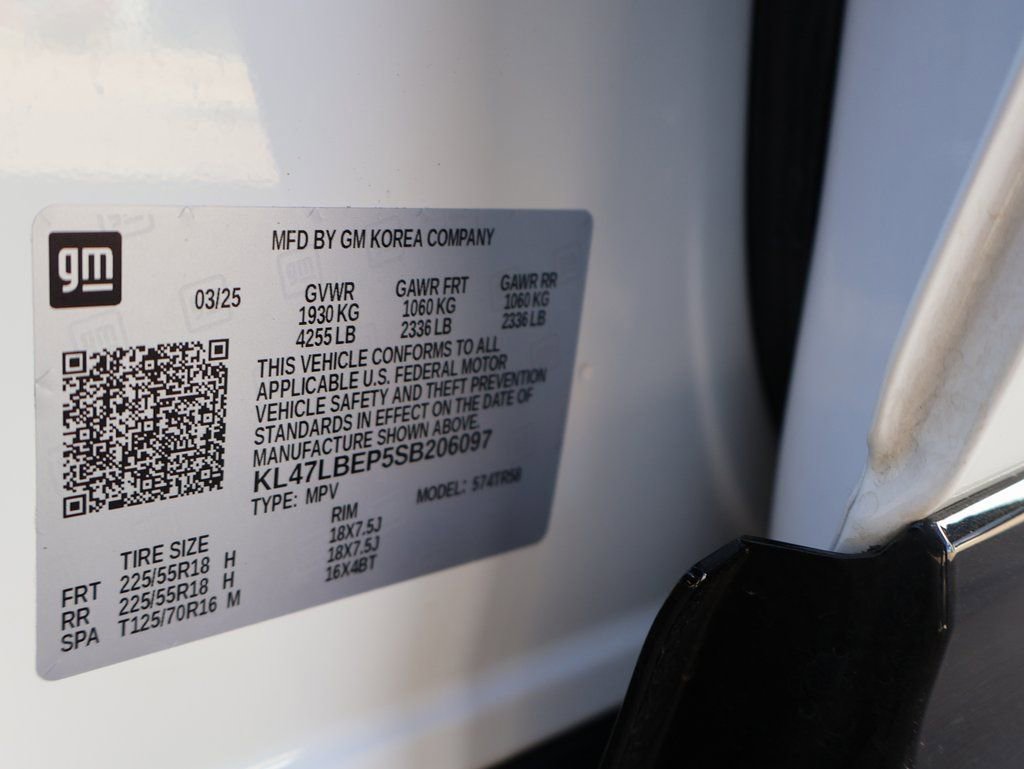 gm
MFD BY GM KOREA COMPANY
03/25
GVWR GAWR FRT GAWR RR
1930 KG 1060 KG 1060 KG
4255 LB 2336 LB 2336 LB
THIS VEHICLE CONFORMS TO ALL
APPLICABLE U.S. FEDERAL MOTOR
VEHICLE SAFETY AND THEFT PREVENTION
STANDARDS IN EFFECT ON THE DATE OF
MANUFACTURE SHOWN ABOVE.
KL47LBEP5SB206097
TYPE: MPV MODEL: 574TR58
TIRE SIZE RIM
FRT 225/55R18 H 18X7.5J
RR 225/55R18 H 18X7.5J
SPA T125/70R16 M 16X4BT